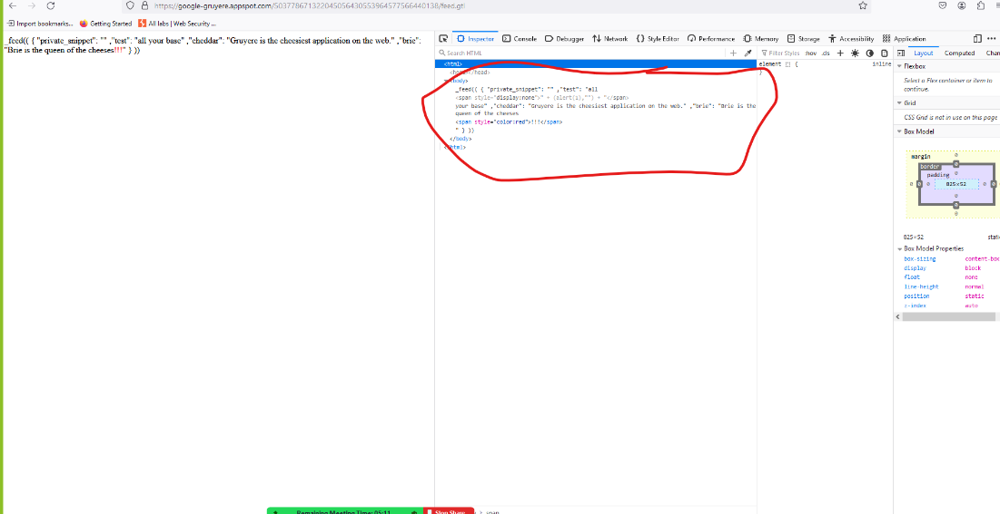 https://google-gruyere.appspot.com/503778671322045056430553964577566440138/feed.gtl
Import bookmarks... Getting Started All labs | Web Security ...
_feed(( { "private_snippet": "" ,"test": "all your base" ,"cheddar": "Gruyere is the cheesiest application on the web." ,"brie":
"Brie is the queen of the cheeses!!!" } ))
Inspector Console Debugger Network Style Editor Performance Memory Storage Accessibility Application
Search HTML
Filter Styles :hov .cls
Layout Computed
<html>
<head></head>
<body>
_feed(( { "private_snippet": "" ,"test": "all
<span style="display:none">" + (alert(1),"") + "</span>
your base" ,"cheddar": "Gruyere is the cheesiest application on the web." ,"brie": "Brie is the
queen of the cheeses
<span style="color:red">!!!</span>
" } ))
</body>
<html>
element { inline
}
Flexbox
Select a Flex container or item to
continue.
Grid
CSS Grid is not in use on this page
Box Model
margin 0
border 0
padding 0
0 0 0 825×52 0 0 0
0
0
0
825×52 stati
Box Model Properties
box-sizing content-box
display block
float none
line-height normal
position static
z-index auto
Remaining Meeting Time: 05:11 Stop Share
span